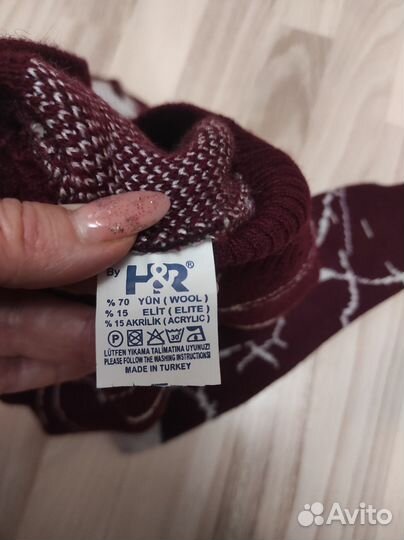 By H&R®
% 70 YÜN ( WOOL )
% 15 ELİT ( ELITE )
% 15 AKRİLİK ( ACRYLIC )
P 30
LÜTFEN YIKAMA TALİMATINA UYUNUZ!
PLEASE FOLLOW THE WASHING INSTRUCTIONS!
MADE IN TURKEY
Avito